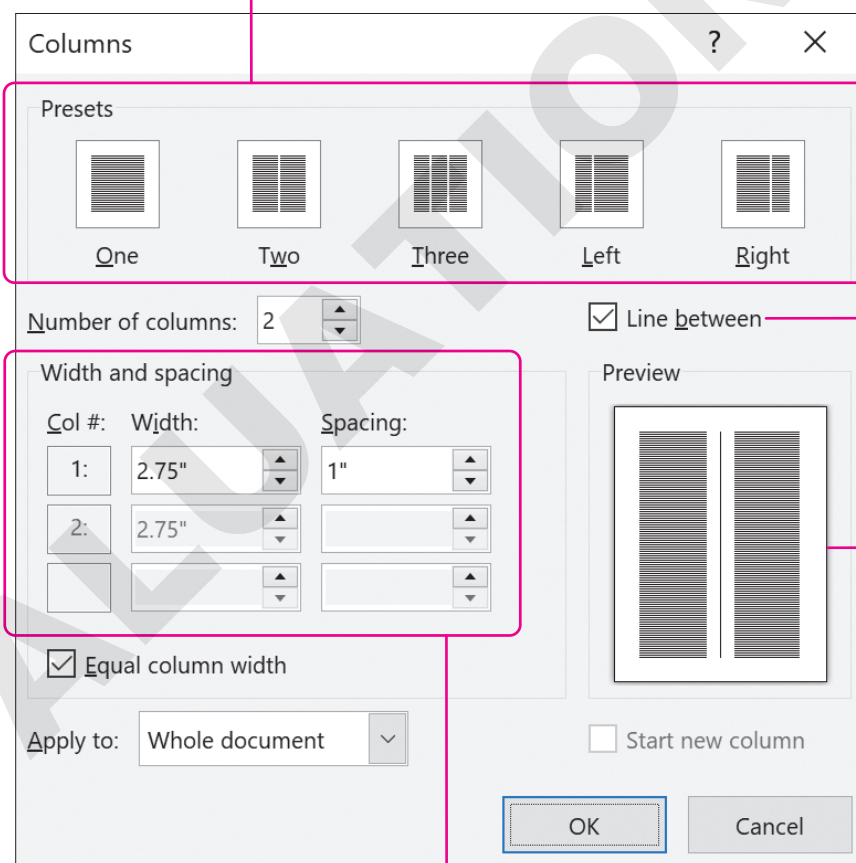 Columns ? ×
Presets
One Two Three Left Right
Number of columns: 2 Line between
Width and spacing Preview
Col #: Width: Spacing:
1: 2.75" 1"
2: 2.75"
Equal column width
Apply to: Whole document Start new column
OK Cancel
ALUATION